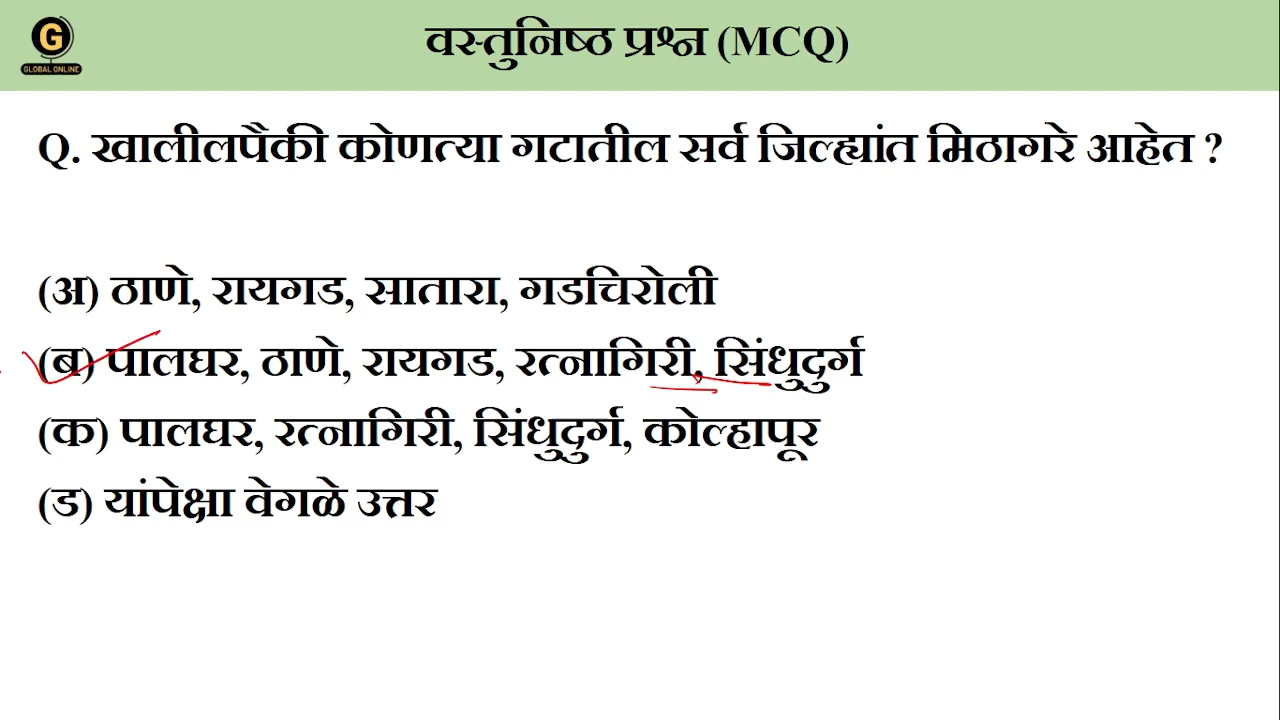 G
GLOBAL ONLINE
वस्तुनिष्ठ प्रश्न (MCQ)
Q. खालीलपैकी कोणत्या गटातील सर्व जिल्ह्यांत मिठागरे आहेत ?
(अ) ठाणे, रायगड, सातारा, गडचिरोली
(ब) पालघर, ठाणे, रायगड, रत्नागिरी, सिंधुदुर्ग
(क) पालघर, रत्नागिरी, सिंधुदुर्ग, कोल्हापूर
(ड) यांपेक्षा वेगळे उत्तर